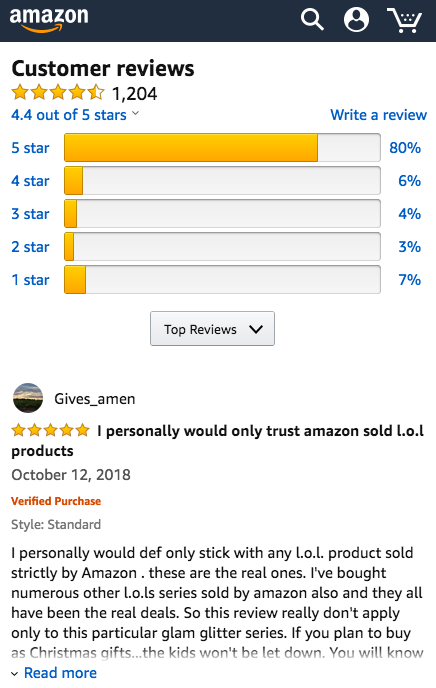 amazon
Customer reviews
1,204
4.4 out of 5 stars
Write a review
5 star 80%
4 star 6%
3 star 4%
2 star 3%
1 star 7%
Top Reviews
Gives_amen
I personally would only trust amazon sold l.o.l
products
October 12, 2018
Verified Purchase
Style: Standard
I personally would def only stick with any l.o.l. product sold
strictly by Amazon . these are the real ones. I've bought
numerous other l.o.ls series sold by amazon also and they all
have been the real deals. So this review really don't apply
only to this particular glam glitter series. If you plan to buy
as Christmas gifts...the kids won't be let down. You will know
Read more